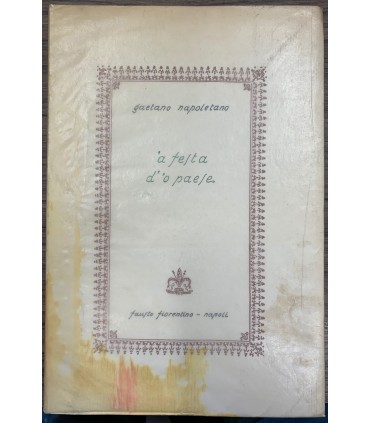 gaetano napoletano
'a festa
d''o paese
fausto fiorentino - napoli